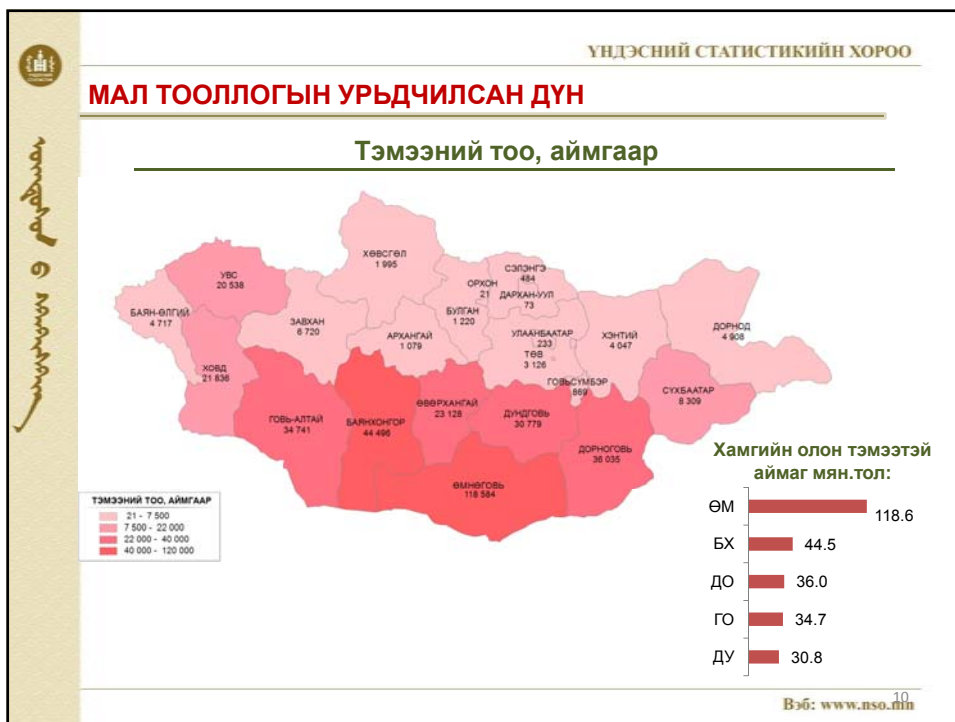 ҮНДЭСНИЙ СТАТИСТИКИЙН ХОРОО
МАЛ ТООЛЛОГЫН УРЬДЧИЛСАН ДҮН
Тэмээний тоо, аймгаар
ХӨВСГӨЛ
1 995
УВС
20 538
СЭЛЭНГЭ
484
ОРХОН
21
ДАРХАН-УУЛ
73
БАЯН-ӨЛГИЙ
4 717
ЗАВХАН
6 720
БУЛГАН
1 220
АРХАНГАЙ
1 079
УЛААНБААТАР
233
ТӨВ
3 126
ХЭНТИЙ
4 047
ДОРНОД
4 908
ХОВД
21 836
ГОВЬСҮМБЭР
869
СҮХБААТАР
8 309
ГОВЬ-АЛТАЙ
34 741
БАЯНХОНГОР
44 496
ӨВӨРХАНГАЙ
23 128
ДУНДГОВЬ
30 779
ДОРНОГОВЬ
36 035
ӨМНӨГОВЬ
118 584
ТЭМЭЭНИЙ ТОО, АЙМГААР
21 - 7 500
7 500 - 22 000
22 000 - 40 000
40 000 - 120 000
Хамгийн олон тэмээтэй
аймаг мян.тол:
ӨМ 118.6
БХ 44.5
ДО 36.0
ГО 34.7
ДУ 30.8
Вэб: www.nso.mn
10